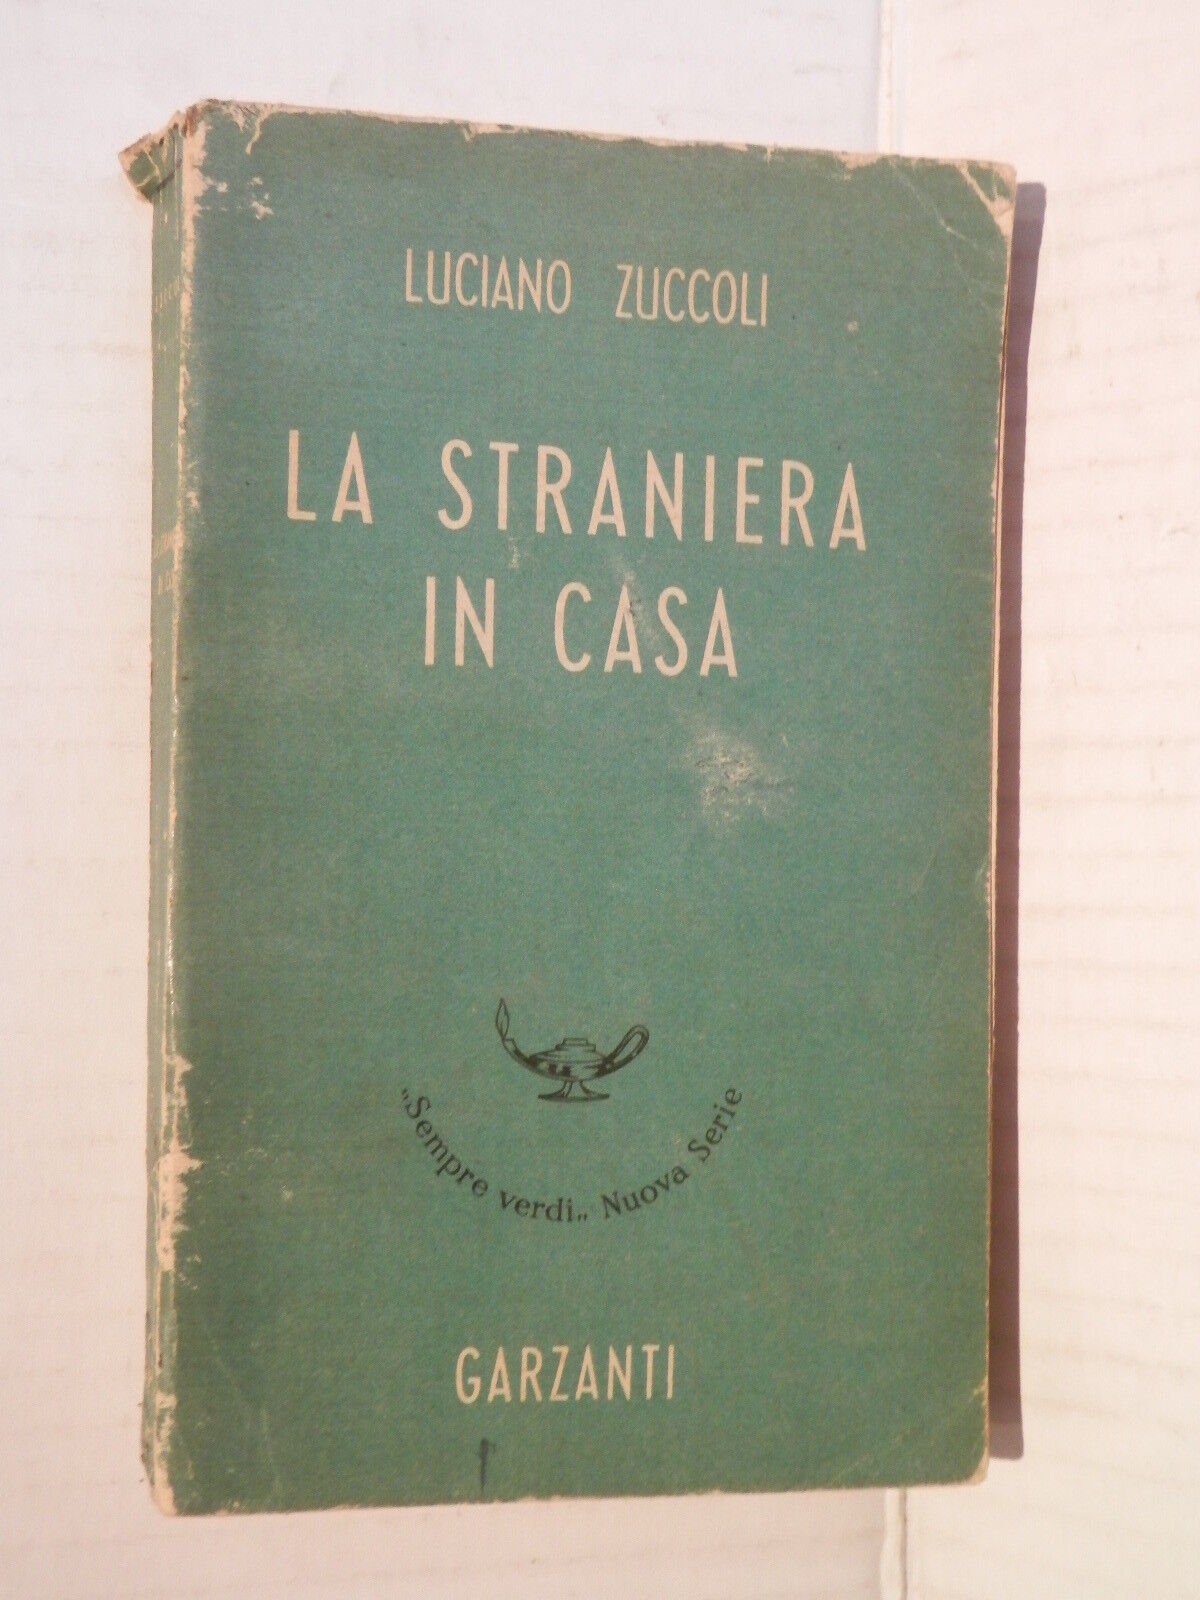 LUCIANO ZUCCOLI
LA STRANIERA
IN CASA
"Sempre verdi„ Nuova Serie
GARZANTI